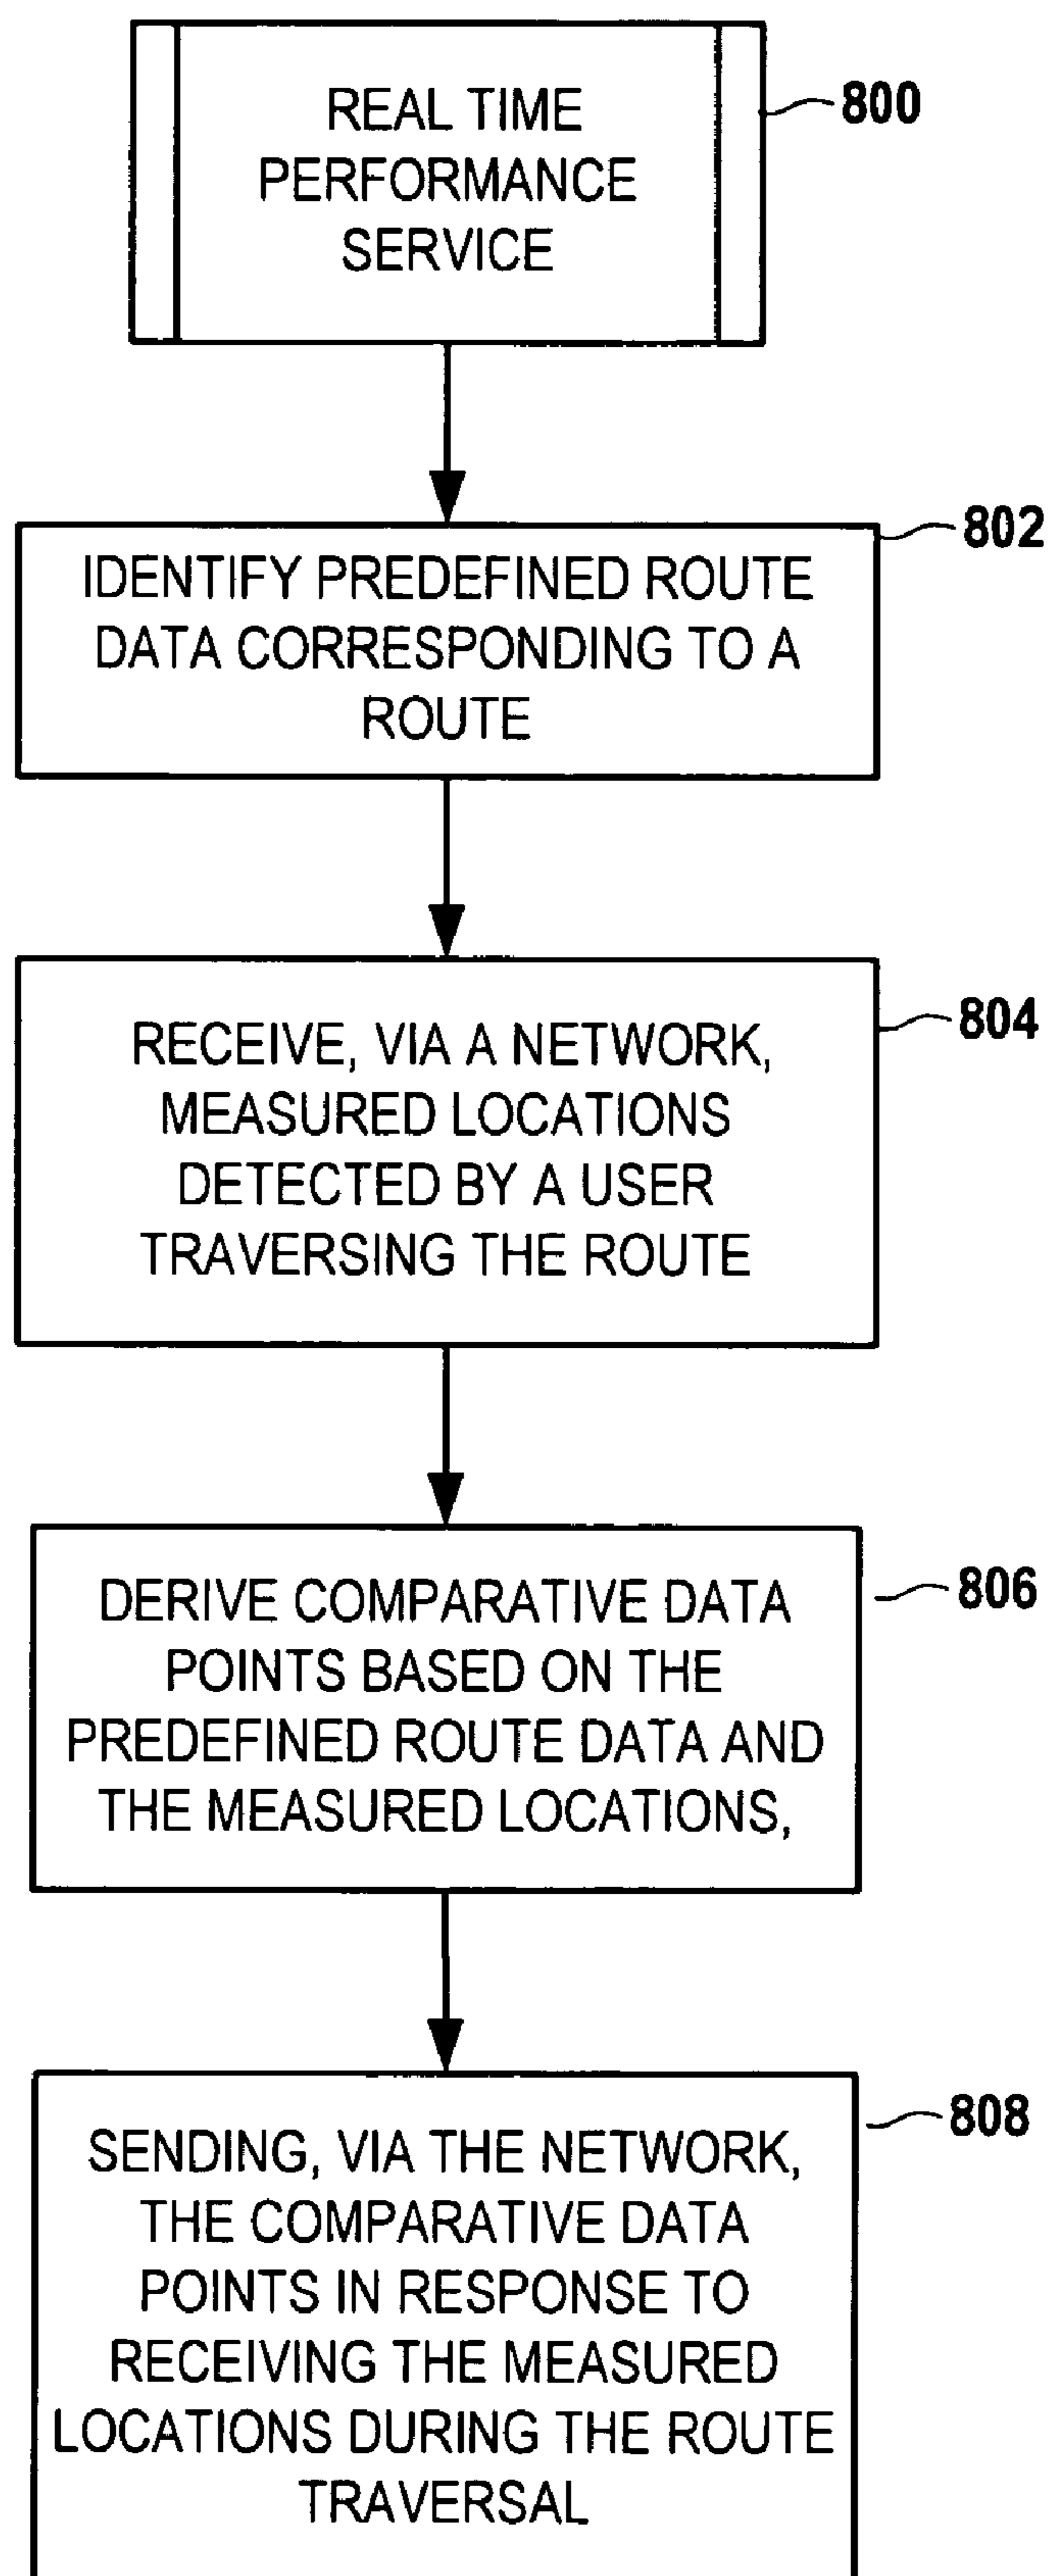 REAL TIME
PERFORMANCE
SERVICE
800
IDENTIFY PREDEFINED ROUTE
DATA CORRESPONDING TO A
ROUTE
802
RECEIVE, VIA A NETWORK,
MEASURED LOCATIONS
DETECTED BY A USER
TRAVERSING THE ROUTE
804
DERIVE COMPARATIVE DATA
POINTS BASED ON THE
PREDEFINED ROUTE DATA AND
THE MEASURED LOCATIONS,
806
SENDING, VIA THE NETWORK,
THE COMPARATIVE DATA
POINTS IN RESPONSE TO
RECEIVING THE MEASURED
LOCATIONS DURING THE ROUTE
TRAVERSAL
808